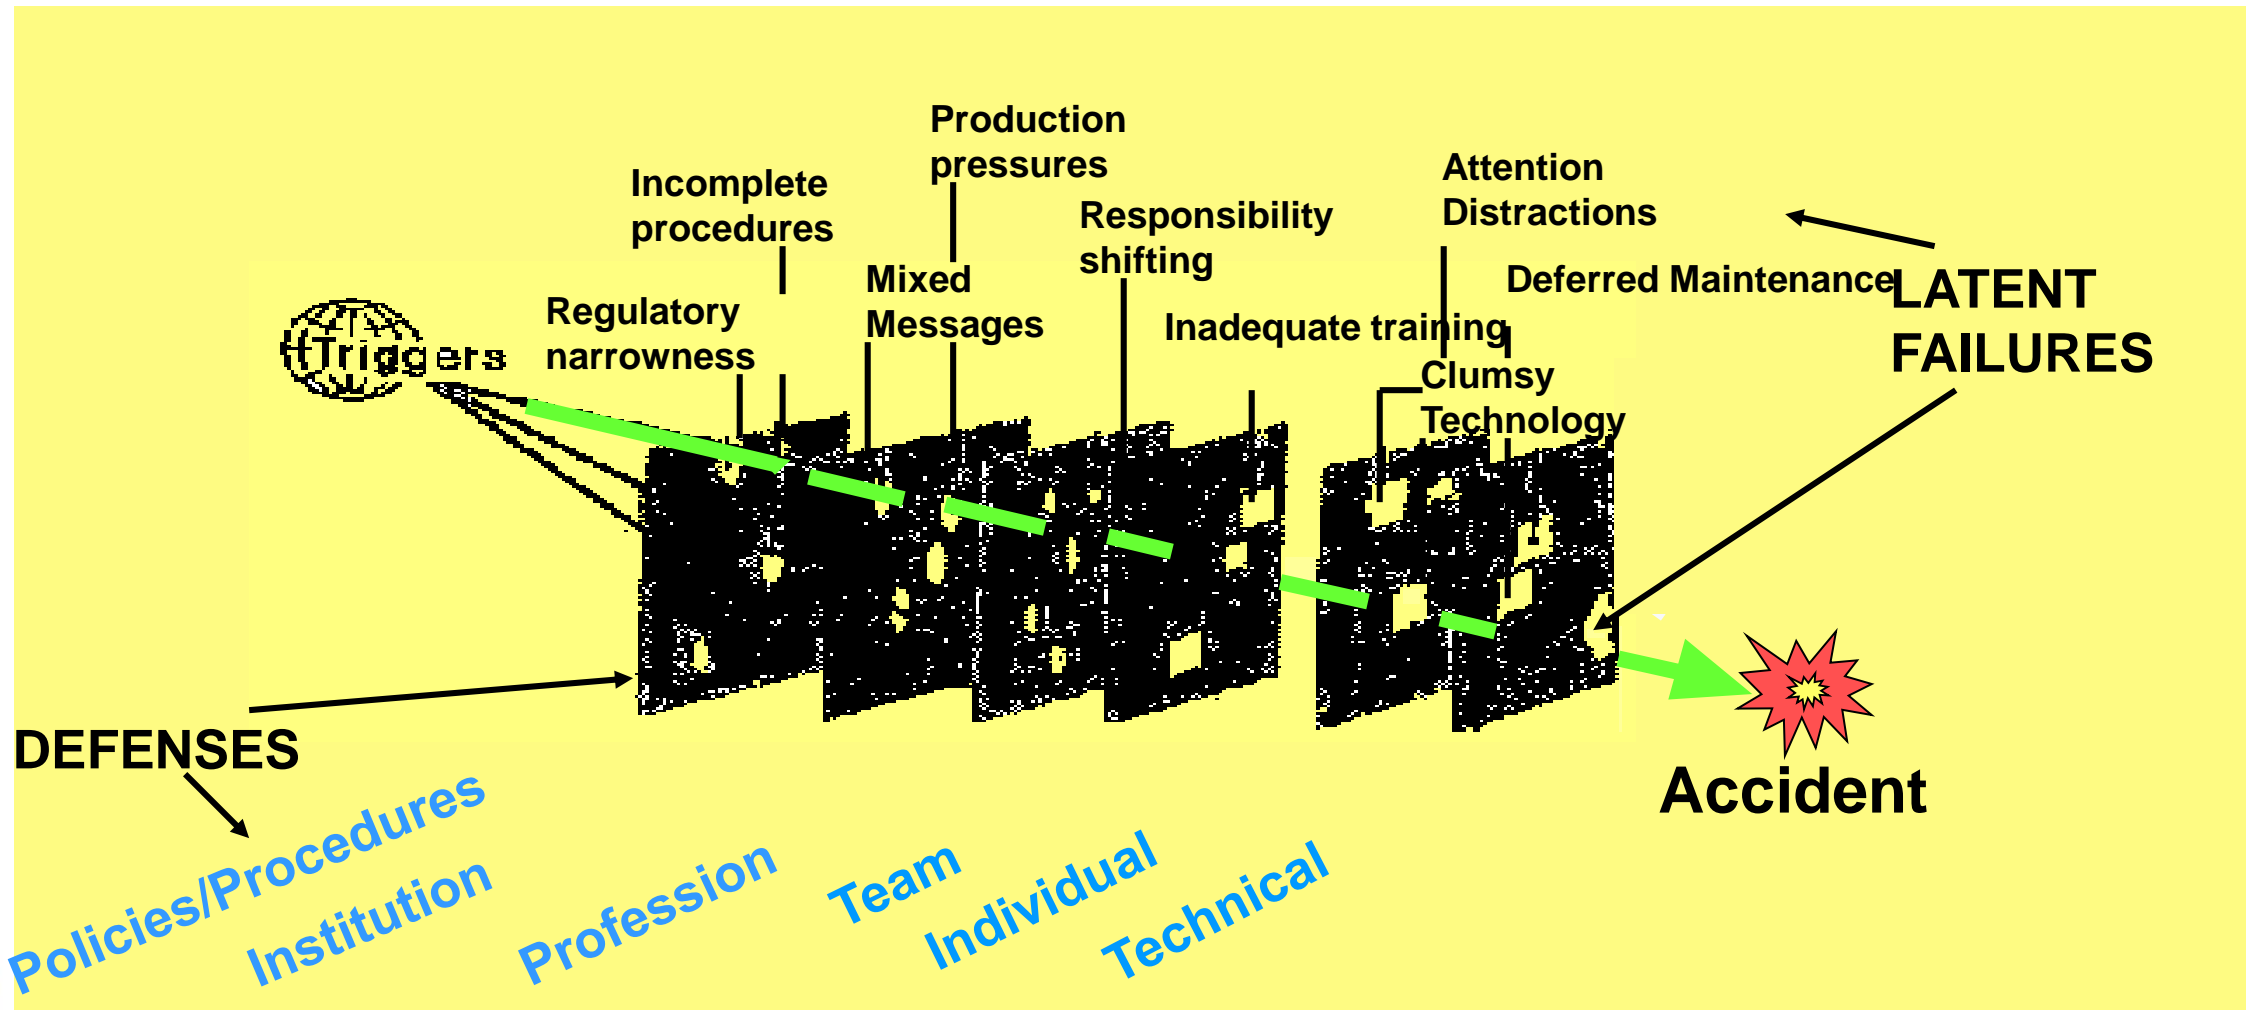 Production
pressures
Incomplete
procedures
Attention
Distractions
Responsibility
shifting
Mixed
Messages
Deferred Maintenance
LATENT
FAILURES
Regulatory
narrowness
Inadequate training
Triggers
Clumsy
Technology
DEFENSES
Accident
Policies/Procedures
Institution
Profession
Team
Individual
Technical